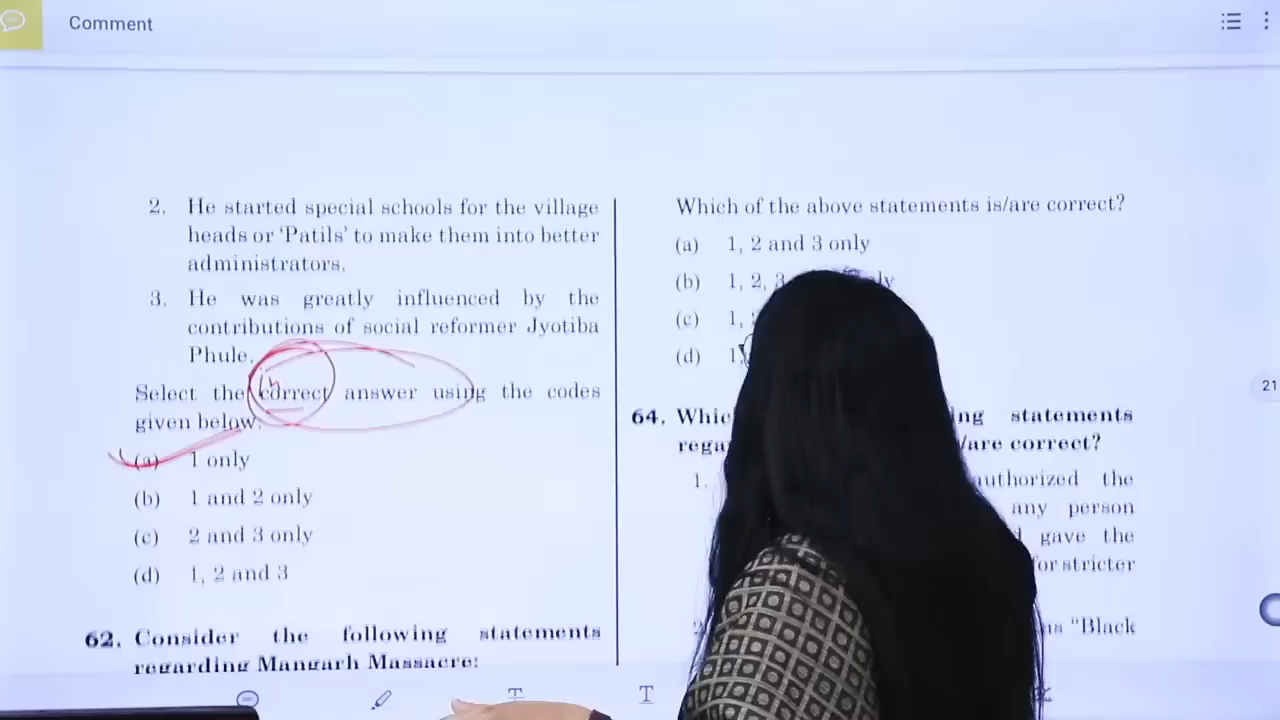 Comment
2. He started special schools for the village
heads or 'Patils' to make them into better
administrators.
3. He was greatly influenced by the
contributions of social reformer Jyotiba
Phule.
Select the correct answer using the codes
given below:
(a) 1 only
(b) 1 and 2 only
(c) 2 and 3 only
(d) 1, 2 and 3
62. Consider the following statements
regarding Mangarh Massacre:
Which of the above statements is/are correct?
(a) 1, 2 and 3 only
(b) 1, 2, 3
(c) 1,
(d) 1,
64. statements
/are correct?
1. the
any person
gave the
for stricter
"Black
21
T
T